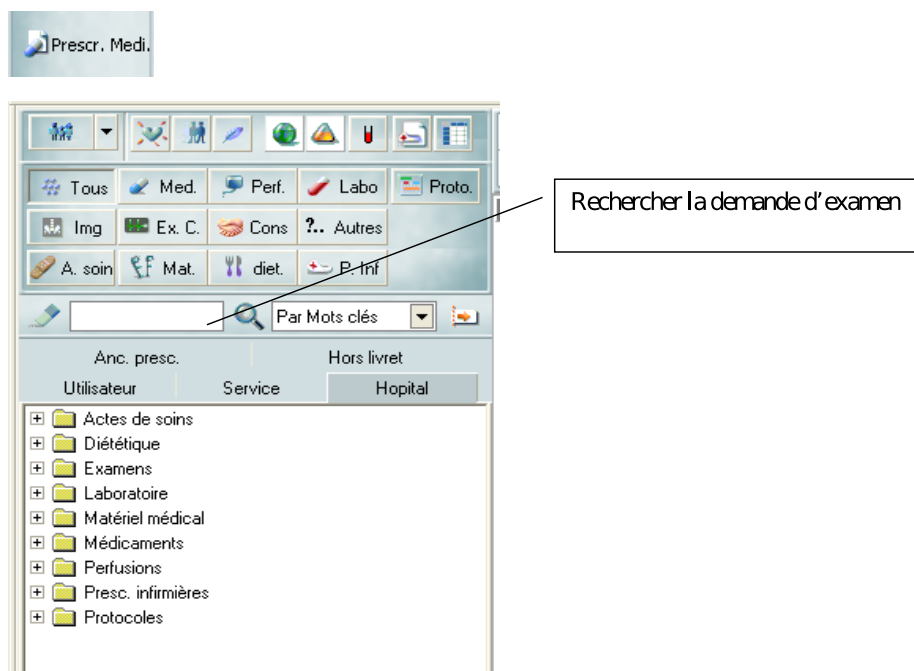 Prescr. Medi.
Tous Med. Perf. Labo Proto.
Img Ex. C. Cons ?.. Autres
A. soin Mat. diet. P. Inf
Rechercher la demande d'examen
Par Mots clés
Anc. presc. Hors livret
Utilisateur Service Hopital
Actes de soins
Diététique
Examens
Laboratoire
Matériel médical
Médicaments
Perfusions
Presc. infirmières
Protocoles